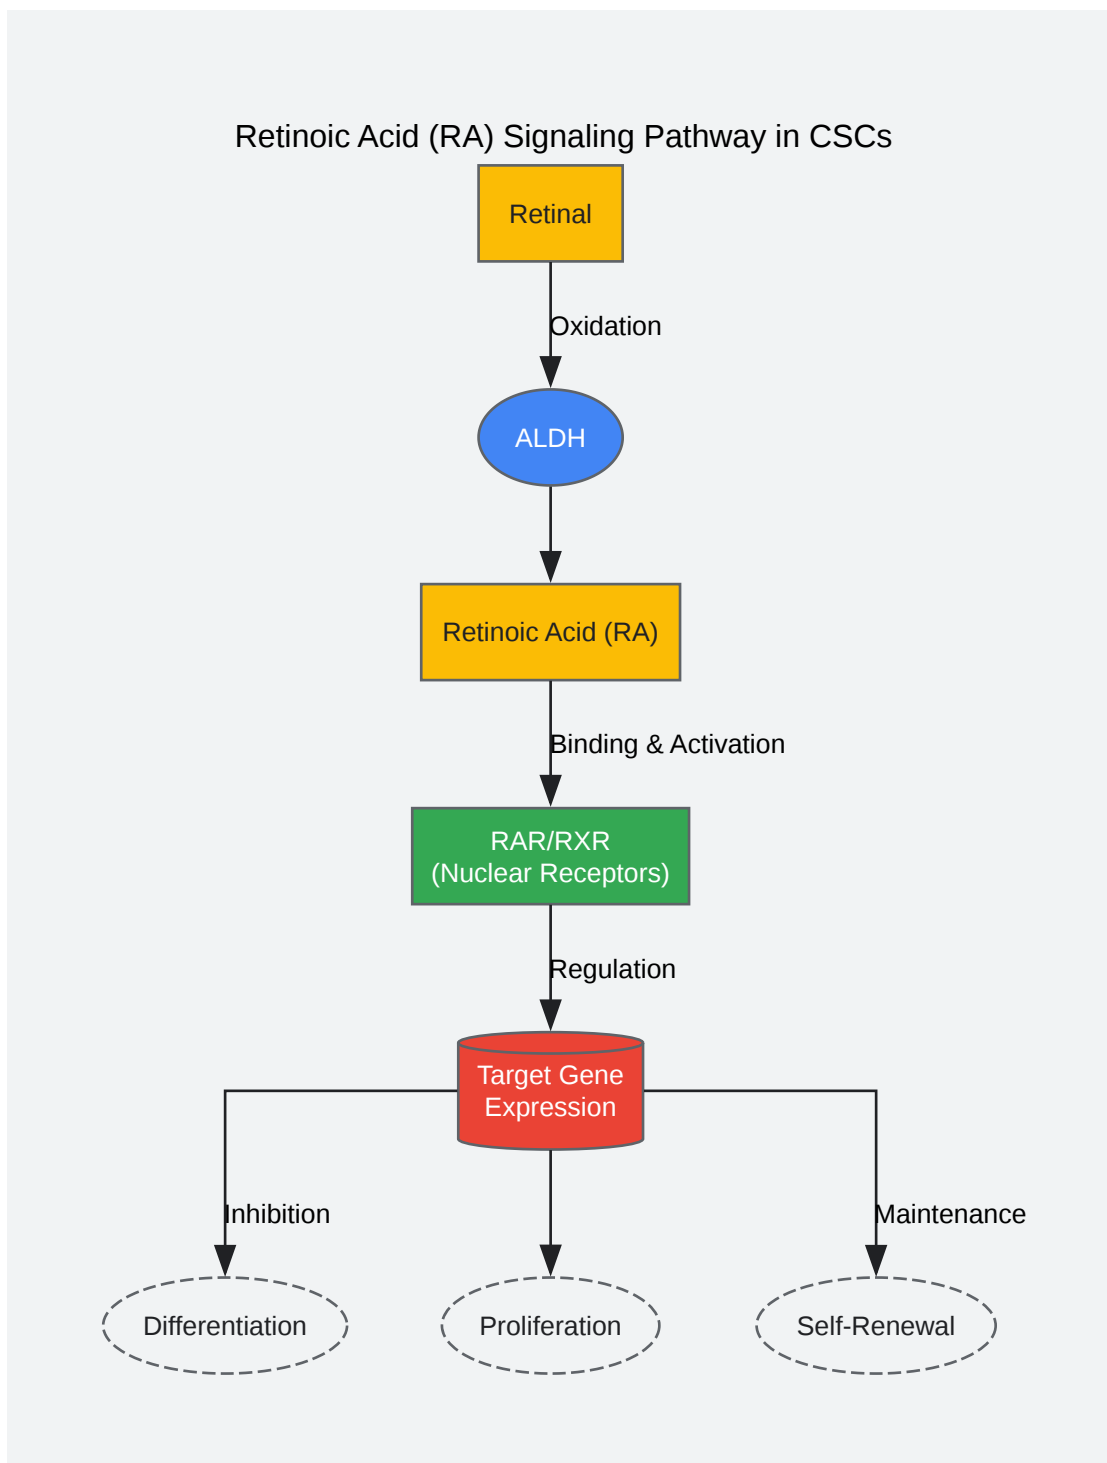 Retinoic Acid (RA) Signaling Pathway in CSCs
Retinal
Oxidation
ALDH
Retinoic Acid (RA)
Binding & Activation
RAR/RXR
(Nuclear Receptors)
Regulation
Target Gene
Expression
Inhibition
Maintenance
Differentiation
Proliferation
Self-Renewal